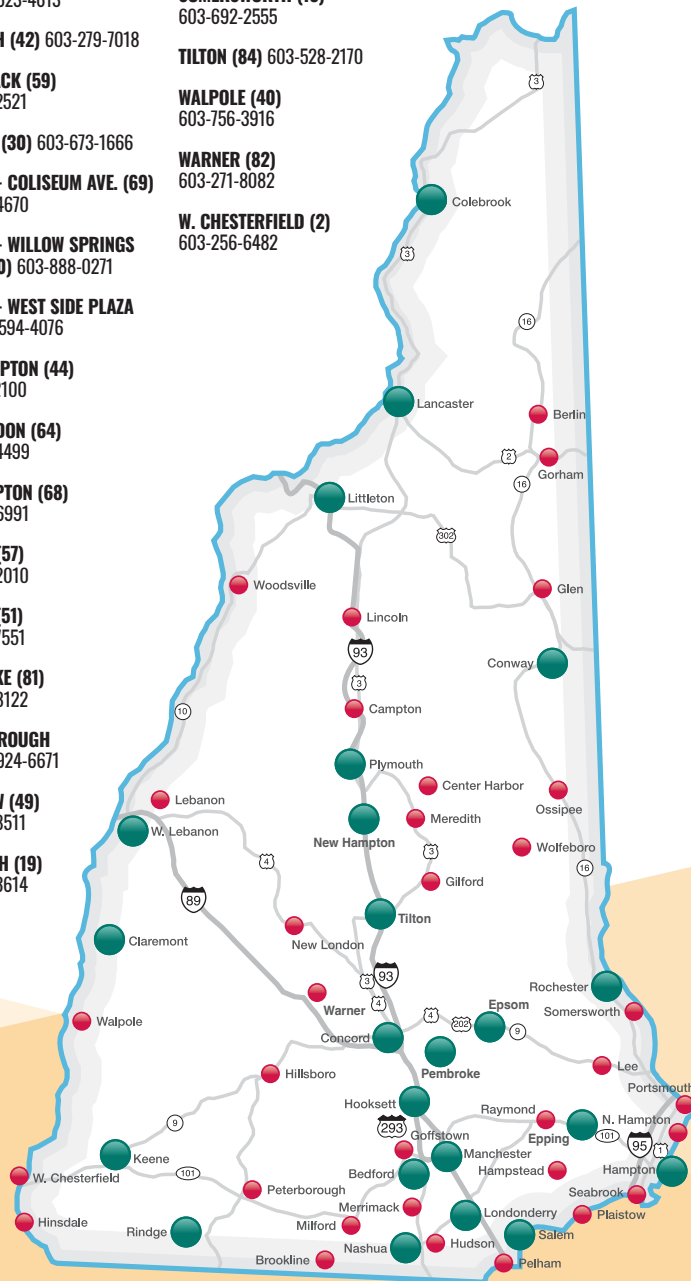 H (42) 603-279-7018
CK (59)
2521
(30) 603-673-1666
- COLISEUM AVE. (69)
4670
- WILLOW SPRINGS
0) 603-888-0271
- WEST SIDE PLAZA
594-4076
PTON (44)
2100
DON (64)
4499
PTON (68)
6991
(57)
2010
(51)
7551
KE (81)
3122
ROUGH
924-6671
W (49)
3511
H (19)
3614
603-692-2555
TILTON (84) 603-528-2170
WALPOLE (40)
603-756-3916
WARNER (82)
603-271-8082
W. CHESTERFIELD (2)
603-256-6482
3
Colebrook
3
16
Lancaster
Berlin
2
Gorham
16
Littleton
302
Woodsville
Glen
Lincoln
93
Conway
3
Campton
10
Plymouth
Center Harbor
Lebanon
Ossipee
Meredith
W. Lebanon
New Hampton
Wolfeboro
3
4
16
Gilford
89
Tilton
New London
Claremont
93
3
Rochester
4
Warner
Epsom
Somersworth
4
202
9
Walpole
Concord
Lee
Pembroke
Hillsboro
Portsmouth
Hooksett
Raymond
N. Hampton
9
293
Goffstown
Epping
101
95
1
Keene
Manchester
Hampstead
Hampton
101
Bedford
W. Chesterfield
Peterborough
Seabrook
Merrimack
Plaistow
Hinsdale
Milford
Londonderry
Rindge
Salem
Nashua
Hudson
Brookline
Pelham